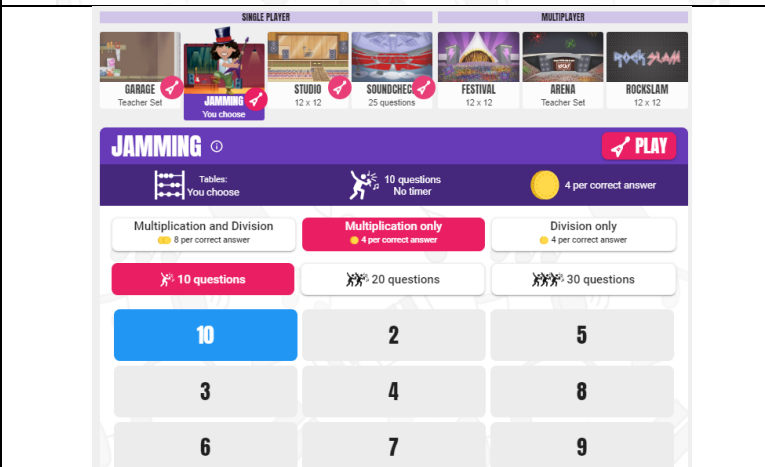 SINGLE PLAYER
MULTIPLAYER
GARAGE
Teacher Set
JAMMING
You choose
STUDIO
12 x 12
SOUNDCHEC
25 questions
FESTIVAL
12 x 12
ARENA
Teacher Set
ROCK SLAM
ROCKSLAM
12 x 12
JAMMING
PLAY
Tables:
You choose
10 questions
No timer
4 per correct answer
Multiplication and Division
8 per correct answer
Multiplication only
4 per correct answer
Division only
4 per correct answer
10 questions
20 questions
30 questions
10
2
5
3
4
8
6
7
9